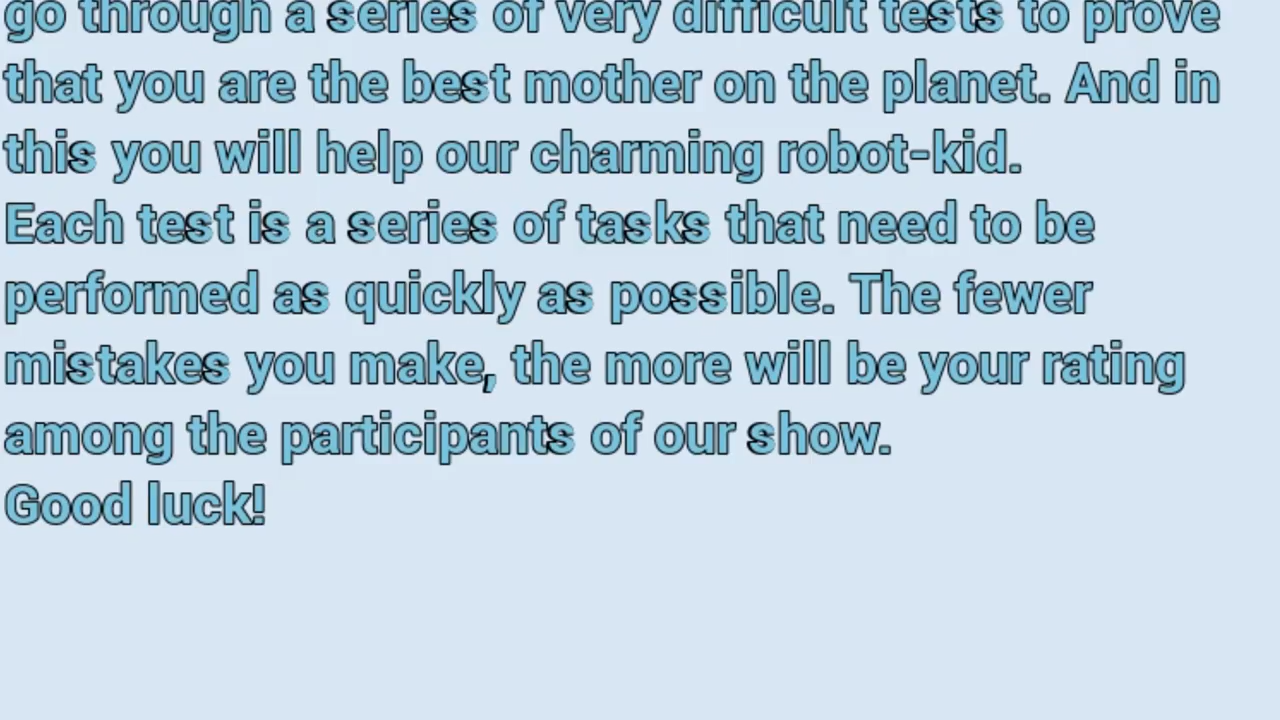 go through a series of very difficult tests to prove
that you are the best mother on the planet. And in
this you will help our charming robot-kid.
Each test is a series of tasks that need to be
performed as quickly as possible. The fewer
mistakes you make, the more will be your rating
among the participants of our show.
Good luck!